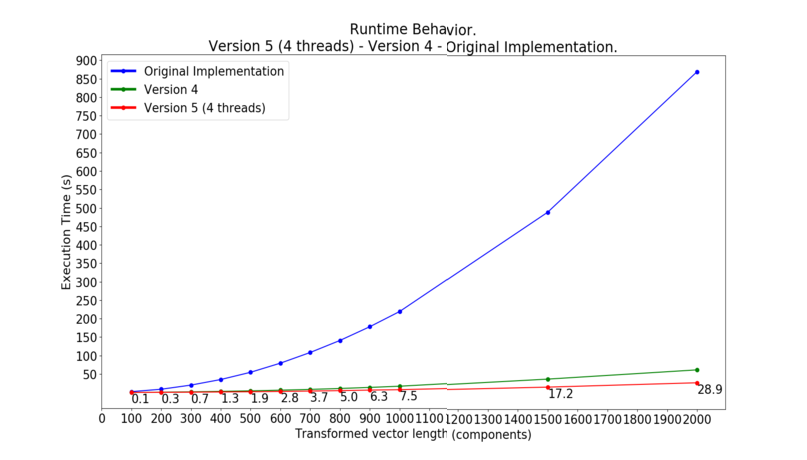 Runtime Behavior.
Version 5 (4 threads) - Version 4 - Original Implementation.
Original Implementation
Version 4
Version 5 (4 threads)
Execution Time (s)
900
850
800
750
700
650
600
550
500
450
400
350
300
250
200
150
100
50
0.1 0.3 0.7 1.3 1.9 2.8 3.7 5.0 6.3 7.5 17.2 28.9
0 100 200 300 400 500 600 700 800 900 1000 1100 1200 1300 1400 1500 1600 1700 1800 1900 2000
Transformed vector length (components)